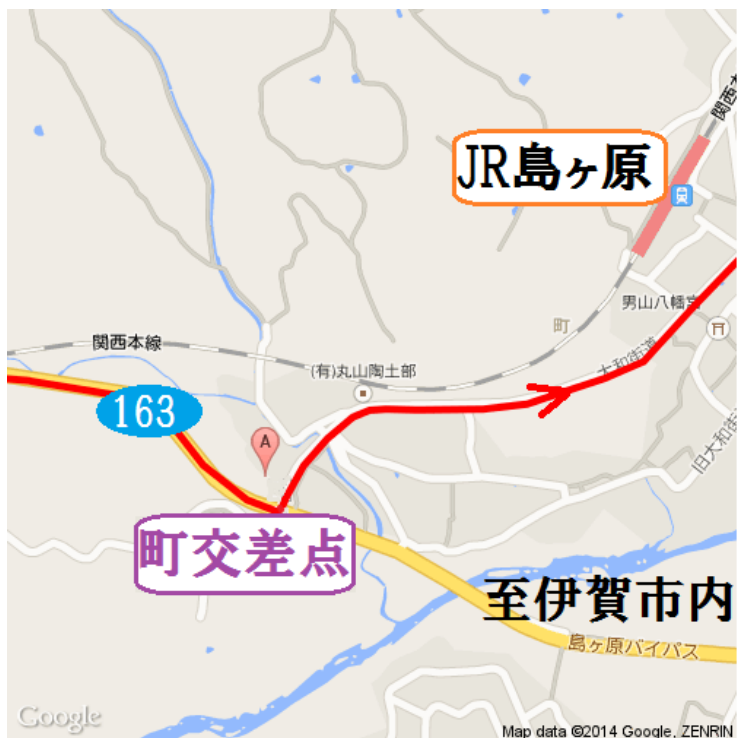 関西本
JR島ヶ原
男山八幡宮
町
関西本線
大和街道
(有)丸山陶土部
163
A
旧大和街道
町交差点
至伊賀市内
島ヶ原バイパス
Google
Map data ©2014 Google, ZENRIN